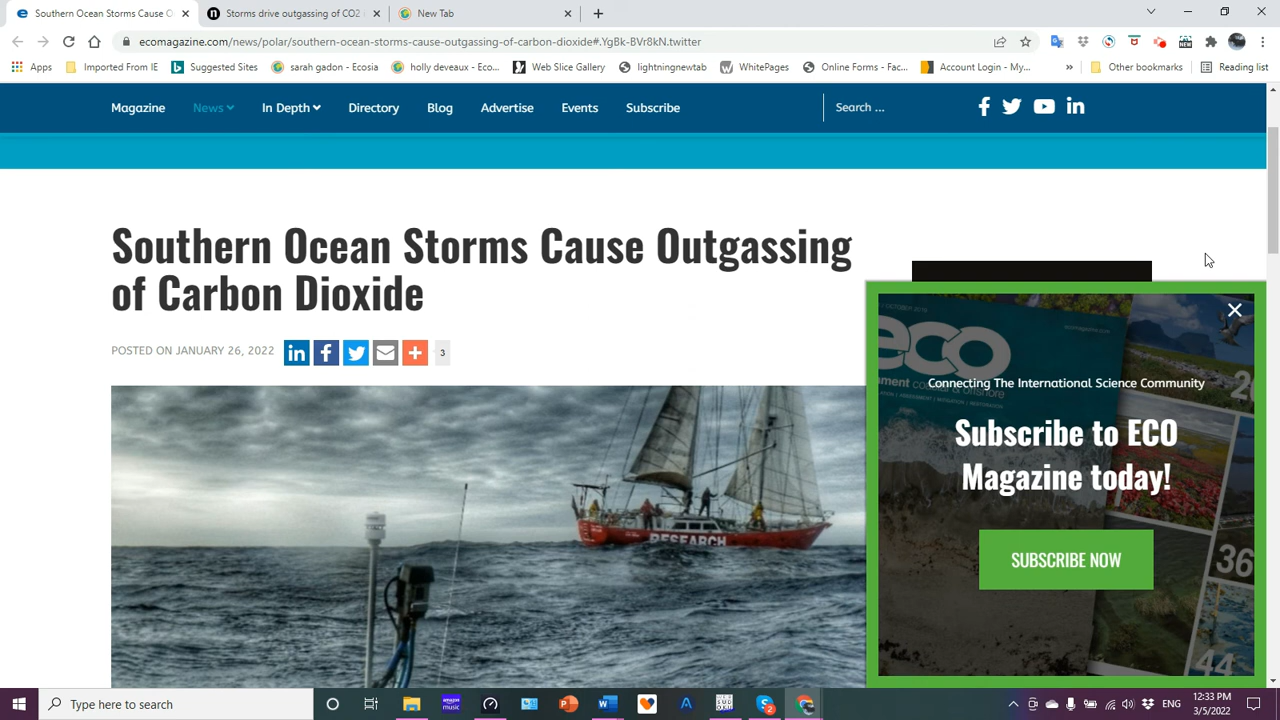 Southern Ocean Storms Cause O
Storms drive outgassing of CO2
New Tab
ecomagazine.com/news/polar/southern-ocean-storms-cause-outgassing-of-carbon-dioxide#.YgBk-BVr8kN.twitter
Apps
Imported From IE
Suggested Sites
sarah gadon - Ecosia
holly deveaux - Eco...
Web Slice Gallery
lightningnewtab
WhitePages
Online Forms - Pac...
Account Login - My...
»
Other bookmarks
Reading list
Magazine
News
In Depth
Directory
Blog
Advertise
Events
Subscribe
Search ...
Southern Ocean Storms Cause Outgassing
of Carbon Dioxide
POSTED ON JANUARY 26, 2022
3
RESEARCH
eco
ecomagazine.com
Connecting The International Science Community
Subscribe to ECO
Magazine today!
SUBSCRIBE NOW
36
44
Type here to search
ENG
12:33 PM
3/5/2022